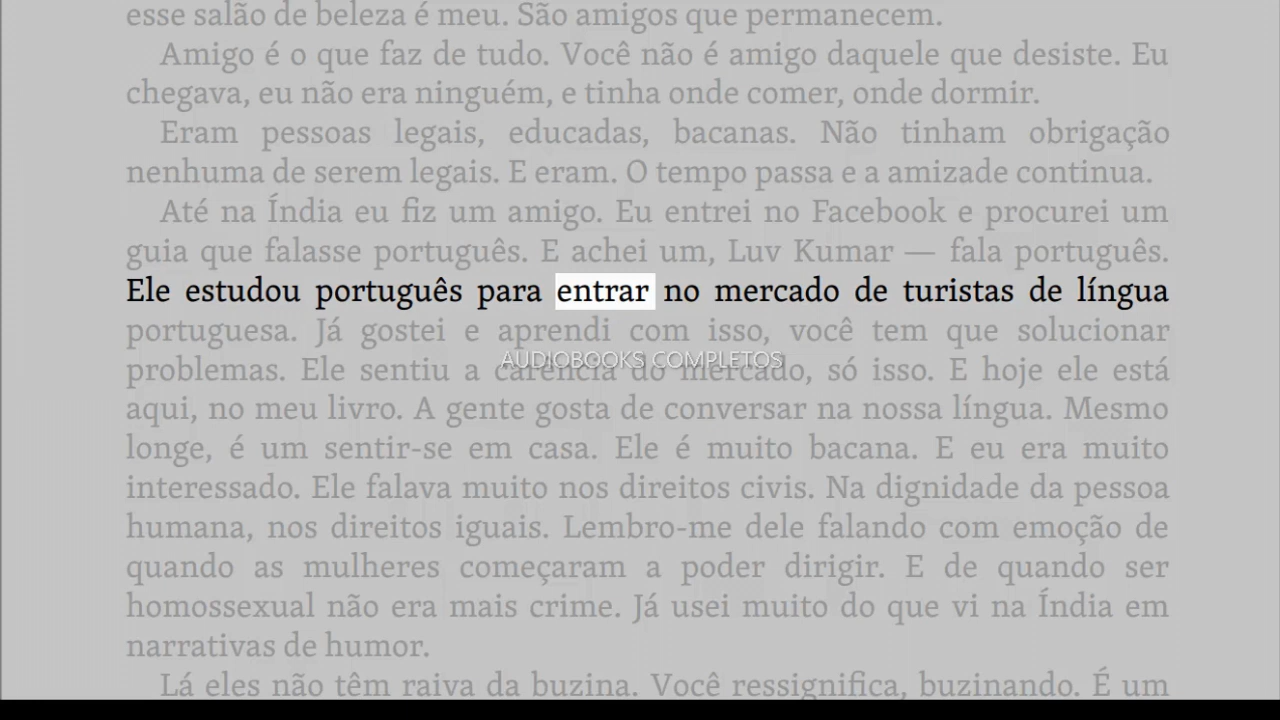 esse salão de beleza é meu. São amigos que permanecem.
Amigo é o que faz de tudo. Você não é amigo daquele que desiste. Eu
chegava, eu não era ninguém, e tinha onde comer, onde dormir.
Eram pessoas legais, educadas, bacanas. Não tinham obrigação
nenhuma de serem legais. E eram. O tempo passa e a amizade continua.
Até na Índia eu fiz um amigo. Eu entrei no Facebook e procurei um
guia que falasse português. E achei um, Luv Kumar — fala português.
Ele estudou português para entrar no mercado de turistas de língua
portuguesa. Já gostei e aprendi com isso, você tem que solucionar
AUDIOBOOKS COMPLETOS
problemas. Ele sentiu a carência do mercado, só isso. E hoje ele está
aqui, no meu livro. A gente gosta de conversar na nossa língua. Mesmo
longe, é um sentir-se em casa. Ele é muito bacana. E eu era muito
interessado. Ele falava muito nos direitos civis. Na dignidade da pessoa
humana, nos direitos iguais. Lembro-me dele falando com emoção de
quando as mulheres começaram a poder dirigir. E de quando ser
homossexual não era mais crime. Já usei muito do que vi na Índia em
narrativas de humor.
Lá eles não têm raiva da buzina. Você ressignifica, buzinando. É um